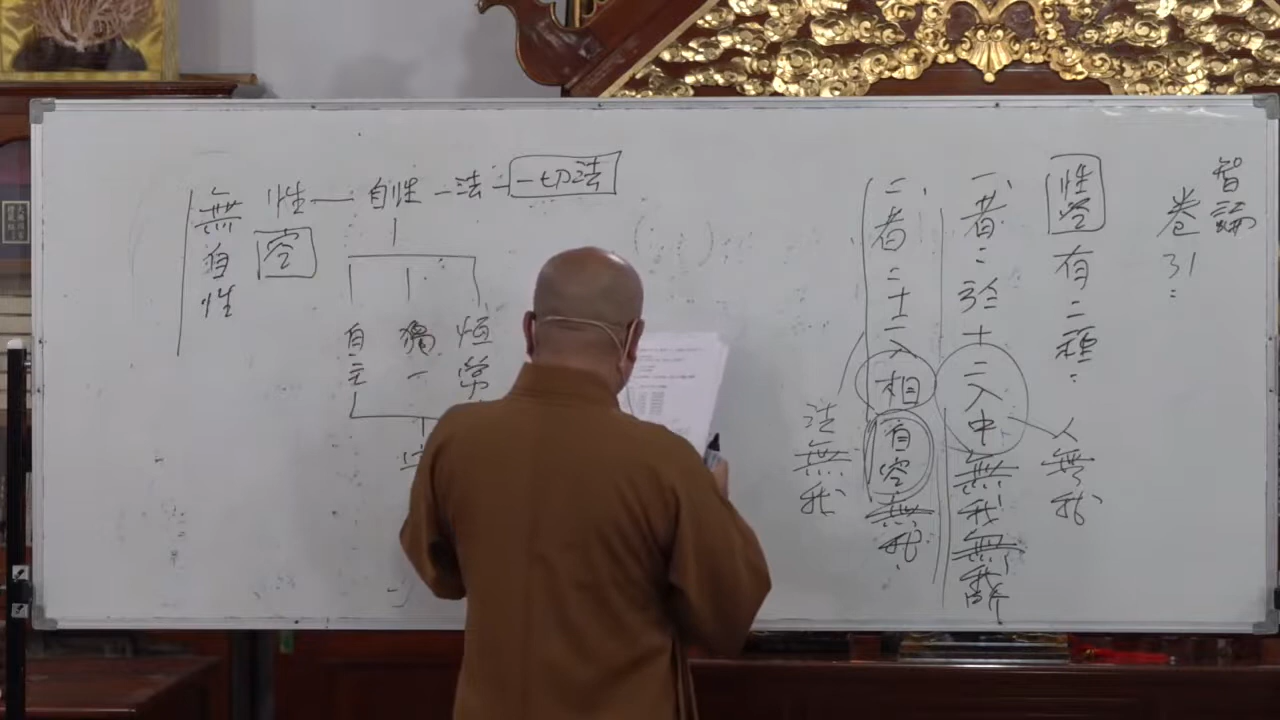 智論
卷31:
性空有二種:
一者:於十二入中無我無我所
人無我
二者:十二入相自空無我.
法無我
性—自性—法—一切法
空
無自性
自主
獨一
恒常